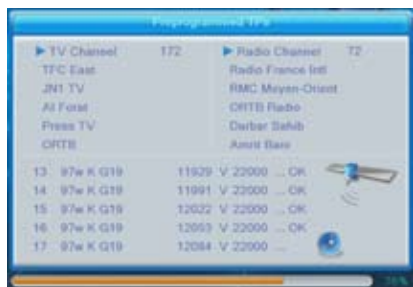 Preprogrammed TPs
TV Channel 172 Radio Channel 72
TFC East Radio France Intl
JN1 TV RMC Moyen-Orient
Al Forat ORTB Radio
Press TV Darbar Sahib
ORTB Amrit Bani
13 97w K G19 11929 V 22000 ... OK
14 97w K G19 11991 V 22000 ... OK
15 97w K G19 12022 V 22000 ... OK
16 97w K G19 12053 V 22000 ... OK
17 97w K G19 12084 V 22000 ...